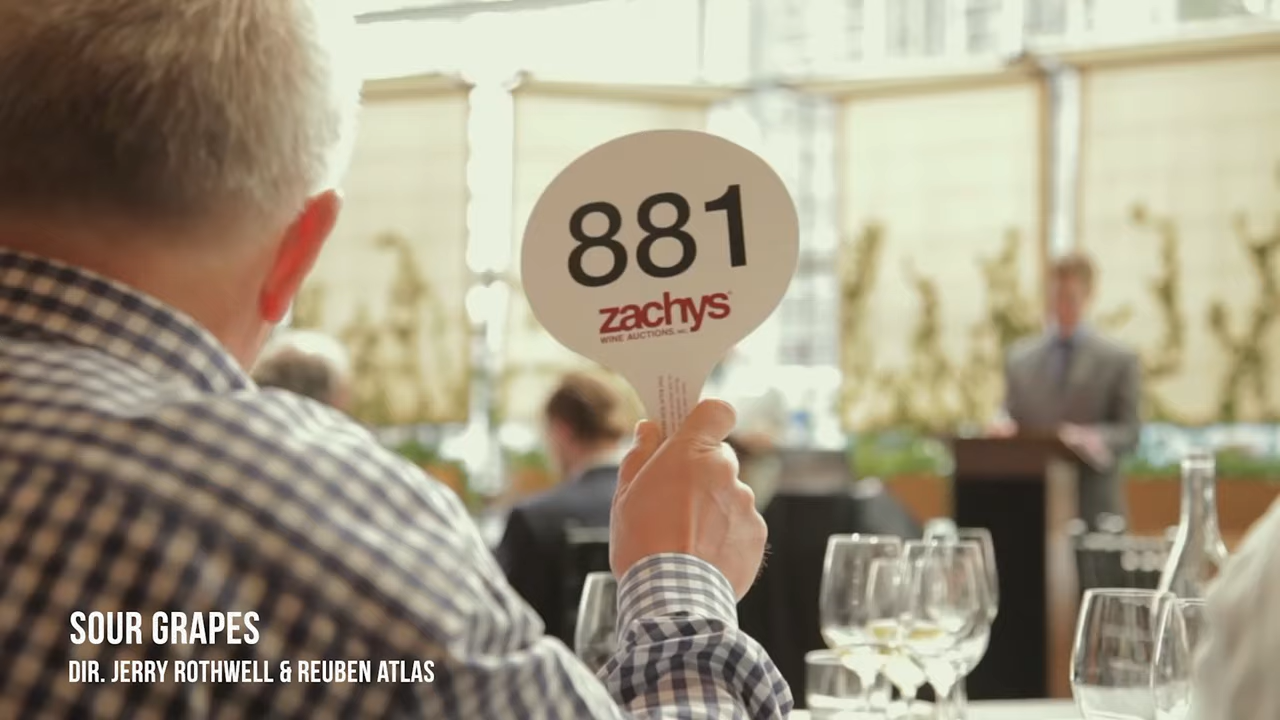 881
zachys
WINE AUCTIONS, INC.
SOUR GRAPES
DIR. JERRY ROTHWELL & REUBEN ATLAS